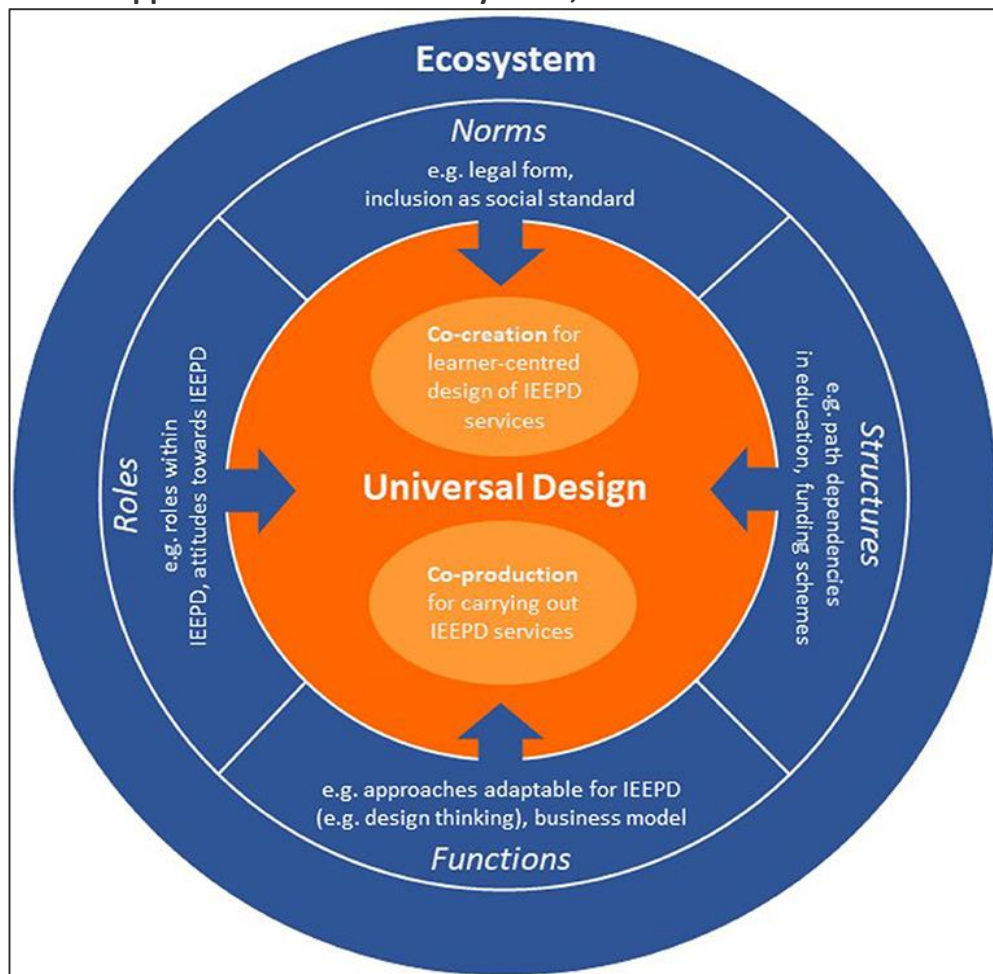 Ecosystem
Norms
e.g. legal form,
inclusion as social standard
Roles
e.g. roles within
IEEPD, attitudes towards IEEPD
Co-creation for
learner-centred
design of IEEPD
services
Universal Design
Co-production
for carrying out
IEEPD services
Structures
e.g. path dependencies
in education, funding schemes
e.g. approaches adaptable for IEEPD
(e.g. design thinking), business model
Functions